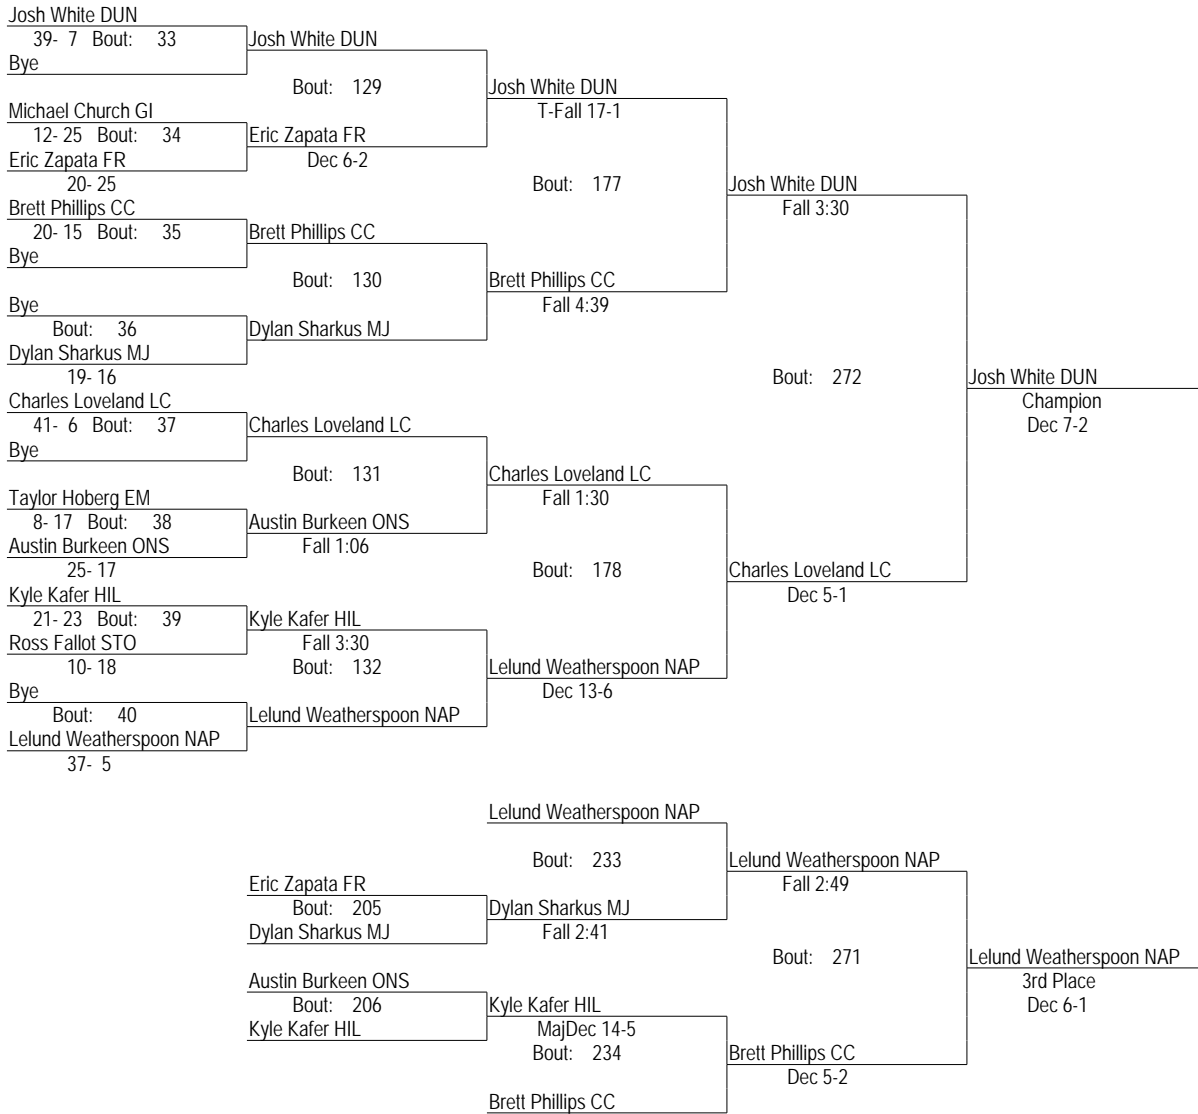 Josh White DUN
39- 7 Bout: 33
Josh White DUN
Bye
Bout: 129
Josh White DUN
Michael Church GI
T-Fall 17-1
12- 25 Bout: 34
Eric Zapata FR
Eric Zapata FR
Dec 6-2
20- 25
Bout: 177
Josh White DUN
Brett Phillips CC
Fall 3:30
20- 15 Bout: 35
Brett Phillips CC
Bye
Bout: 130
Brett Phillips CC
Bye
Fall 4:39
Bout: 36
Dylan Sharkus MJ
Dylan Sharkus MJ
19- 16
Bout: 272
Josh White DUN
Charles Loveland LC
Champion
41- 6 Bout: 37
Charles Loveland LC
Dec 7-2
Bye
Bout: 131
Charles Loveland LC
Taylor Hoberg EM
Fall 1:30
8- 17 Bout: 38
Austin Burkeen ONS
Austin Burkeen ONS
Fall 1:06
25- 17
Bout: 178
Charles Loveland LC
Kyle Kafer HIL
Dec 5-1
21- 23 Bout: 39
Kyle Kafer HIL
Ross Fallot STO
Fall 3:30
10- 18
Bout: 132
Lelund Weatherspoon NAP
Bye
Dec 13-6
Bout: 40
Lelund Weatherspoon NAP
Lelund Weatherspoon NAP
37- 5
Lelund Weatherspoon NAP
Bout: 233
Lelund Weatherspoon NAP
Eric Zapata FR
Fall 2:49
Bout: 205
Dylan Sharkus MJ
Dylan Sharkus MJ
Fall 2:41
Bout: 271
Lelund Weatherspoon NAP
Austin Burkeen ONS
3rd Place
Bout: 206
Kyle Kafer HIL
Dec 6-1
Kyle Kafer HIL
MajDec 14-5
Bout: 234
Brett Phillips CC
Dec 5-2
Brett Phillips CC